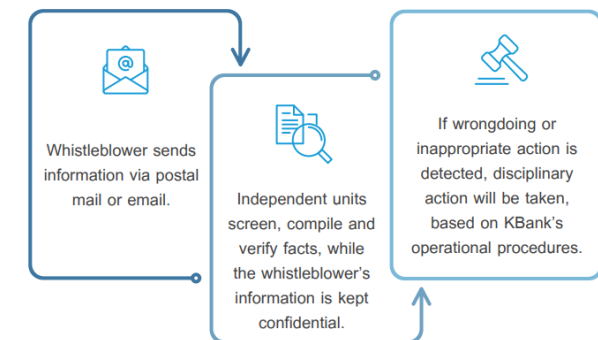 Whistleblower sends
information via postal
mail or email.
Independent units
screen, compile and
verify facts, while
the whistleblower's
information is kept
confidential.
If wrongdoing or
inappropriate action is
detected, disciplinary
action will be taken,
based on KBank's
operational procedures.